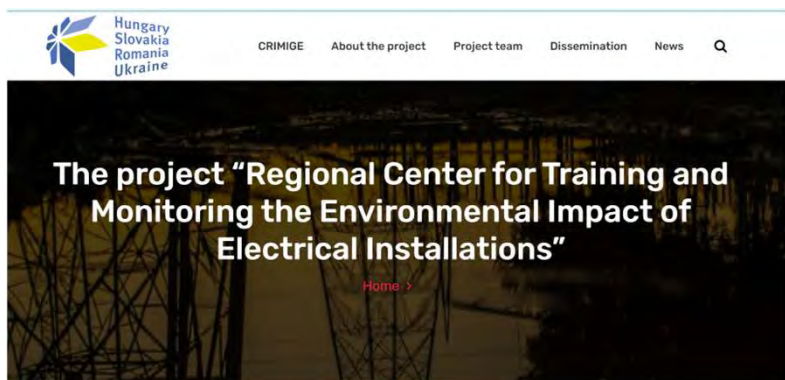 Hungary
Slovakia
Romania
Ukraine
CRIMIGE About the project Project team Dissemination News
The project “Regional Center for Training and
Monitoring the Environmental Impact of
Electrical Installations”
Home >